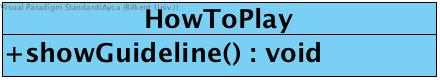 Visual Paradigm Standard(Ayca (Bilkent Univ.))
HowToPlay
+showGuideline() : void